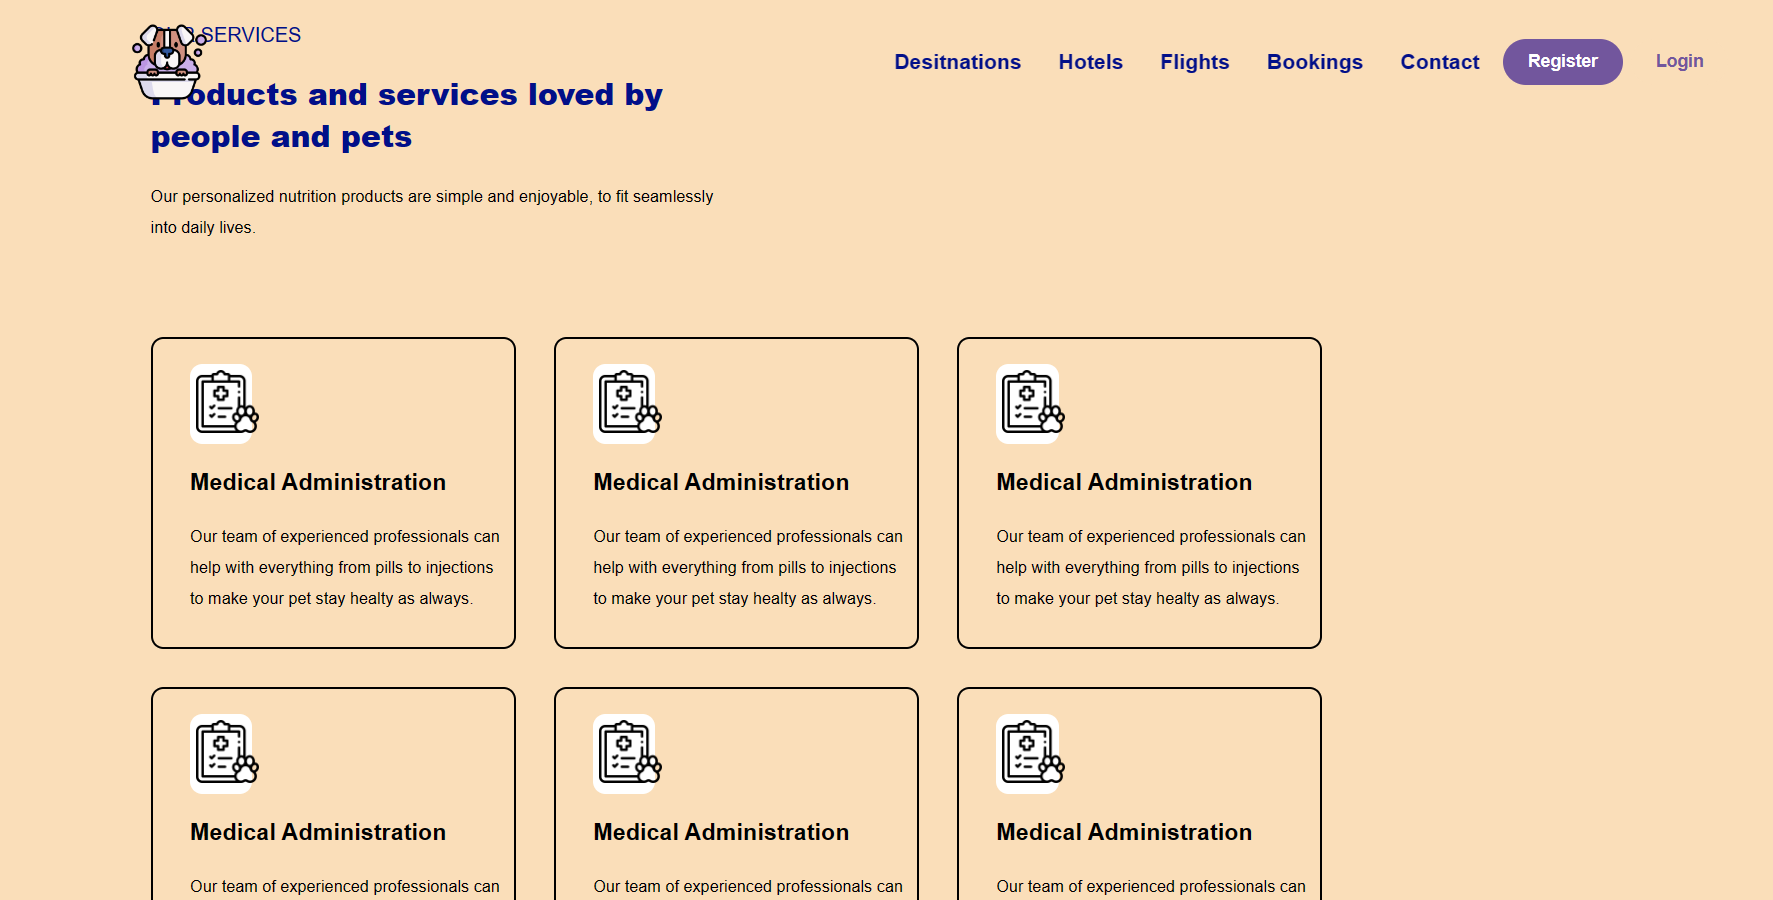 SERVICES
Desitnations Hotels Flights Bookings Contact Register Login
Products and services loved by
people and pets
Our personalized nutrition products are simple and enjoyable, to fit seamlessly
into daily lives.
Medical Administration
Our team of experienced professionals can
help with everything from pills to injections
to make your pet stay healty as always.
Medical Administration
Our team of experienced professionals can
help with everything from pills to injections
to make your pet stay healty as always.
Medical Administration
Our team of experienced professionals can
help with everything from pills to injections
to make your pet stay healty as always.
Medical Administration
Our team of experienced professionals can
Medical Administration
Our team of experienced professionals can
Medical Administration
Our team of experienced professionals can